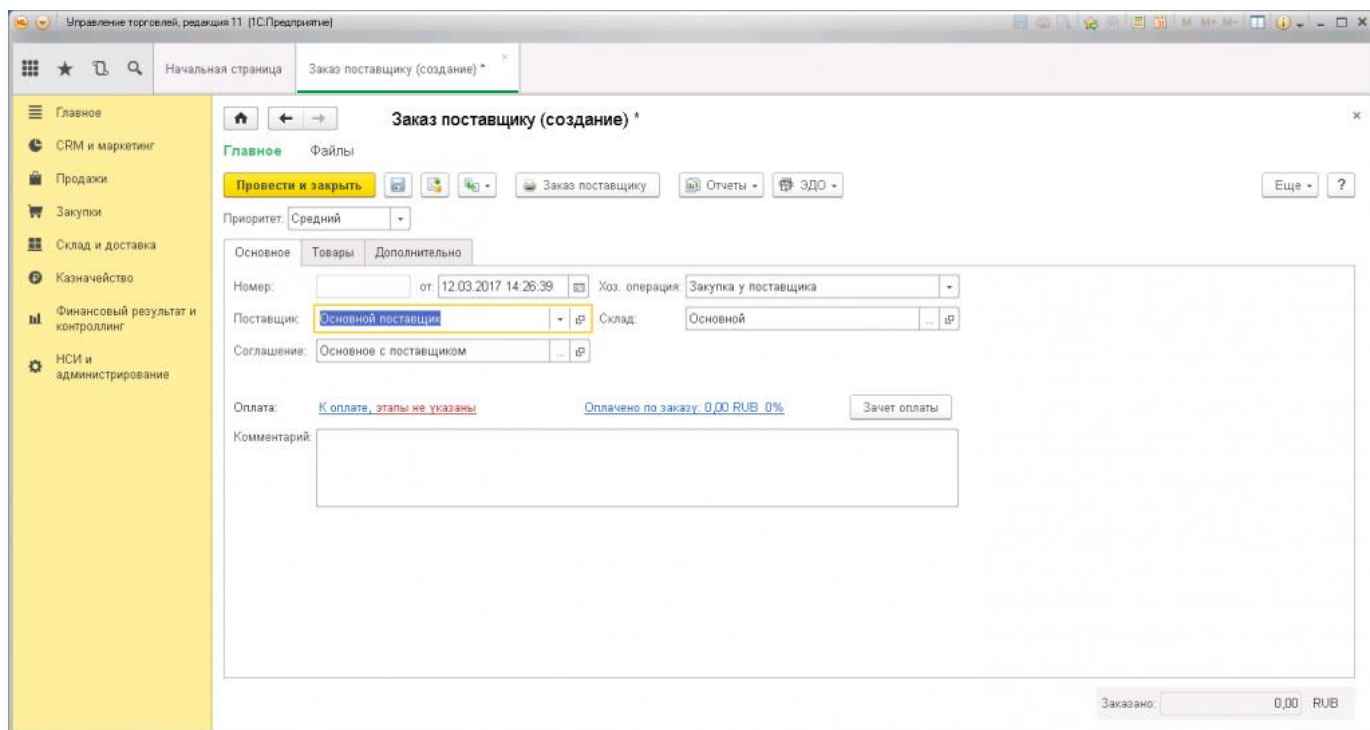 Управление торговлей, редакция 11 (1С:Предприятие)
M M+ M-
Начальная страница
Заказ поставщику (создание) *
Главное
CRM и маркетинг
Продажи
Закупки
Склад и доставка
Казначейство
Финансовый результат и
контроллинг
НСИ и
администрирование
Заказ поставщику (создание) *
Главное Файлы
Провести и закрыть Заказ поставщику Отчеты ЭДО Еще ?
Приоритет: Средний
Основное Товары Дополнительно
Номер: от: 12.03.2017 14:26:39 Хоз. операция: Закупка у поставщика
Поставщик: Основной поставщик Склад: Основной
Соглашение: Основное с поставщиком
Оплата: К оплате, этапы не указаны Оплачено по заказу: 0,00 RUB 0% Зачет оплаты
Комментарий:
Заказано: 0,00 RUB